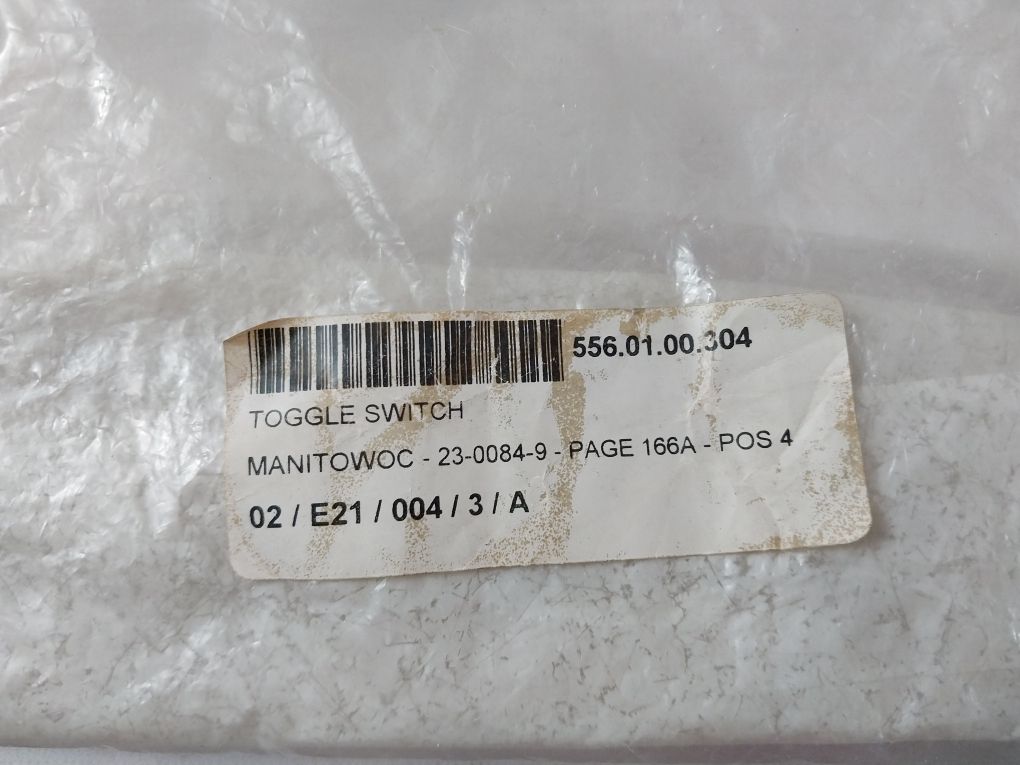 556.01.00.304
TOGGLE SWITCH
MANITOWOC - 23-0084-9 - PAGE 166A - POS 4
02 / E21 / 004 / 3 / A